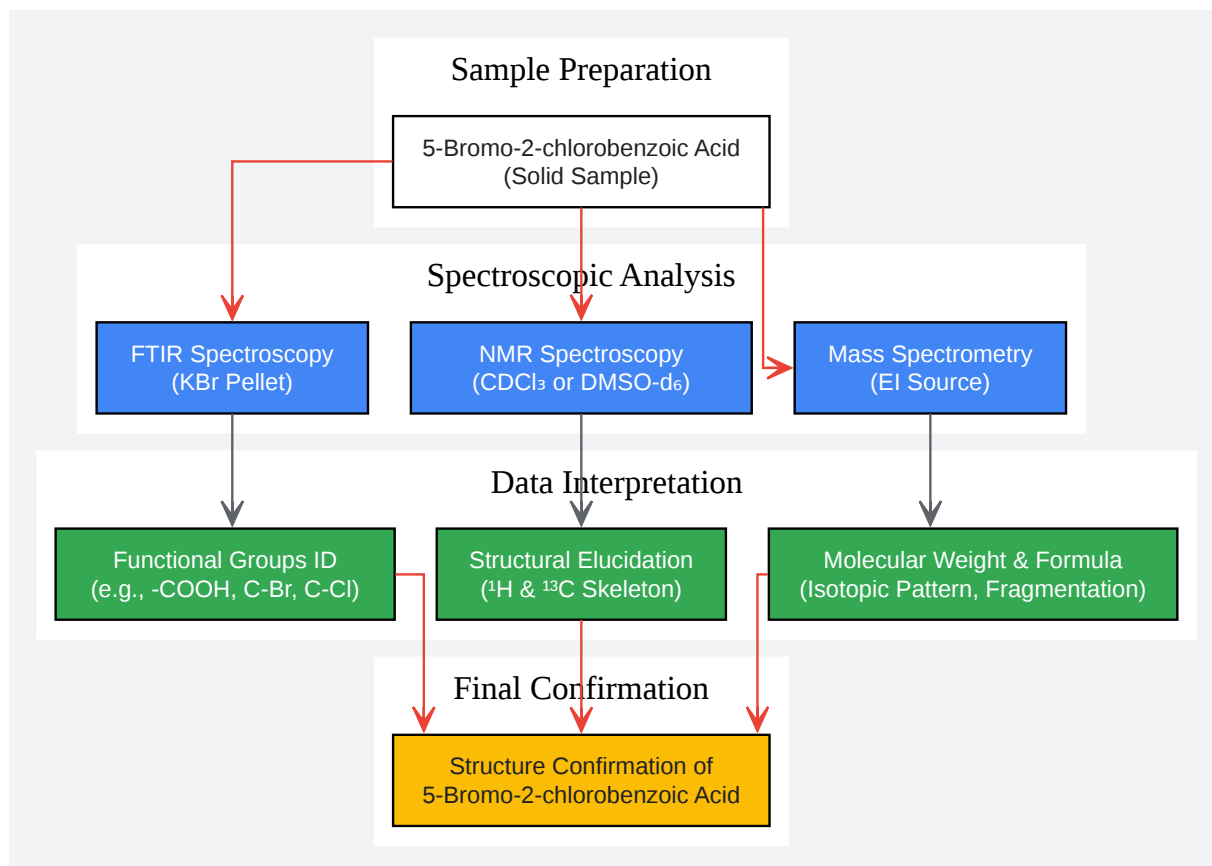 Sample Preparation
5-Bromo-2-chlorobenzoic Acid
(Solid Sample)
Spectroscopic Analysis
FTIR Spectroscopy
(KBr Pellet)
NMR Spectroscopy
(CDCl₃ or DMSO-d₆)
Mass Spectrometry
(EI Source)
Data Interpretation
Functional Groups ID
(e.g., -COOH, C-Br, C-Cl)
Structural Elucidation
(¹H & ¹³C Skeleton)
Molecular Weight & Formula
(Isotopic Pattern, Fragmentation)
Final Confirmation
Structure Confirmation of
5-Bromo-2-chlorobenzoic Acid